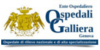 Ente Ospedaliero
Ospedali
Galliera
Genova
Ospedale di rilievo nazionale e di alta specializzazione